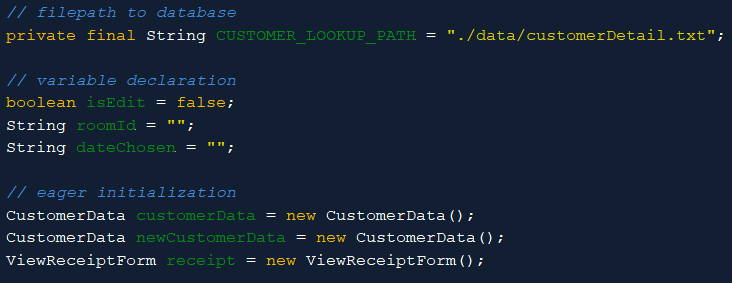 // filepath to database
private final String CUSTOMER_LOOKUP_PATH = "./data/customerDetail.txt";
// variable declaration
boolean isEdit = false;
String roomId = "";
String dateChosen = "";
// eager initialization
CustomerData customerData = new CustomerData();
CustomerData newCustomerData = new CustomerData();
ViewReceiptForm receipt = new ViewReceiptForm();